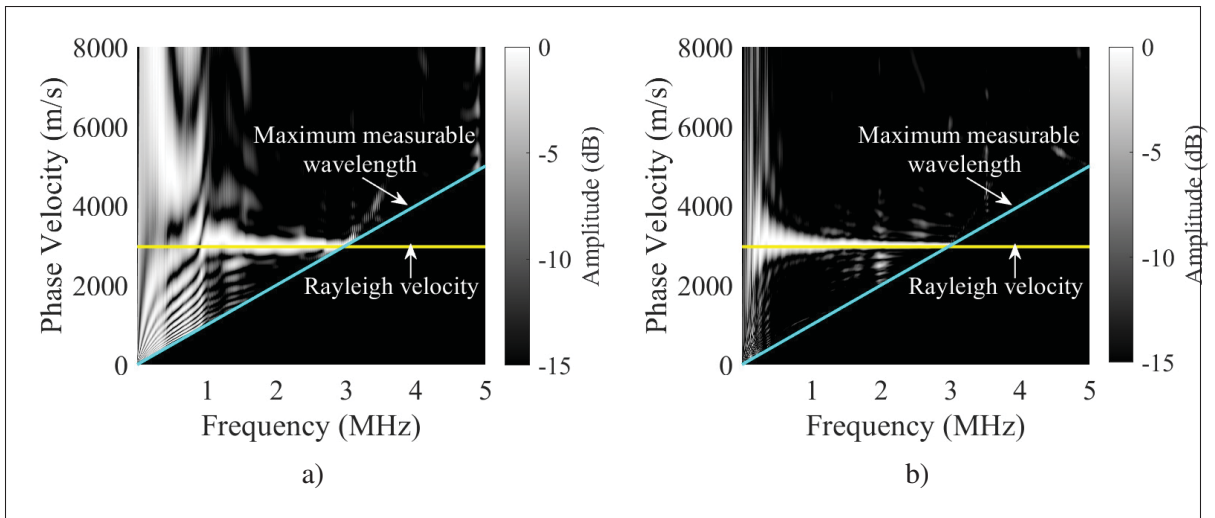 8000
6000
4000
2000
0
Phase Velocity (m/s)
Maximum measurable
wavelength
Rayleigh velocity
1 2 3 4 5
Frequency (MHz)
0
-5
-10
-15
Amplitude (dB)
a)
8000
6000
4000
2000
0
Phase Velocity (m/s)
Maximum measurable
wavelength
Rayleigh velocity
1 2 3 4 5
Frequency (MHz)
0
-5
-10
-15
Amplitude (dB)
b)